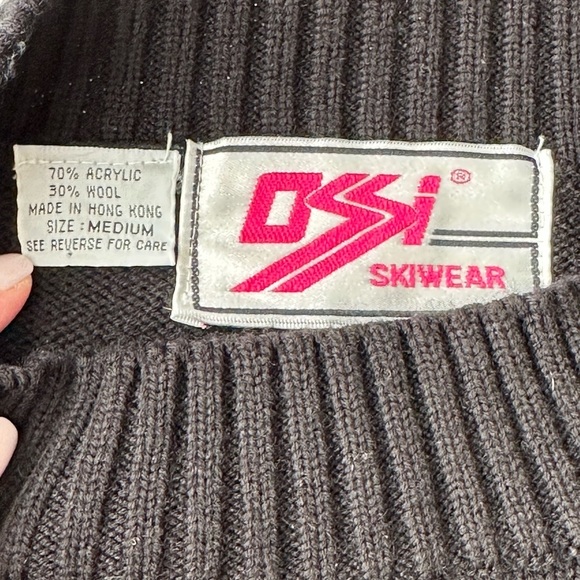 70% ACRYLIC
30% WOOL
MADE IN HONG KONG
SIZE : MEDIUM
SEE REVERSE FOR CARE
OSSi ®
SKIWEAR